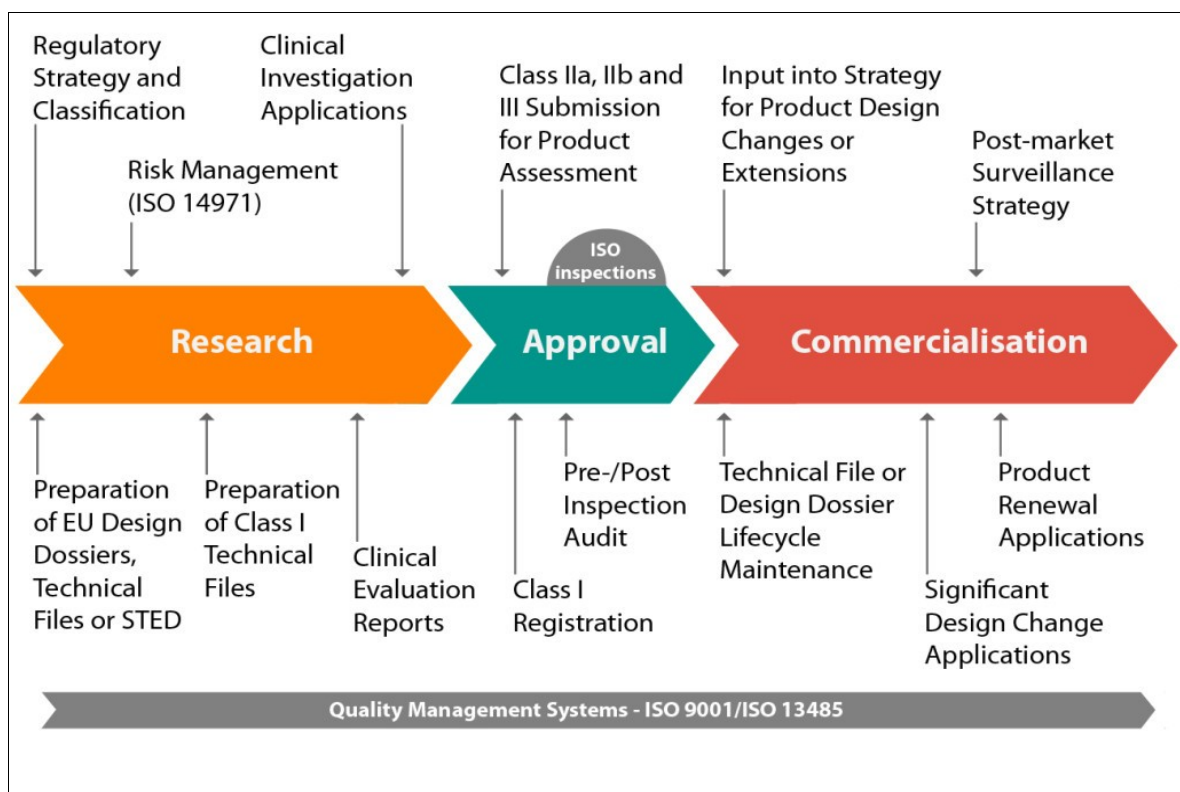 Regulatory
Strategy and
Classification
Clinical
Investigation
Applications
Risk Management
(ISO 14971)
Class IIa, IIb and
III Submission
for Product
Assessment
Input into Strategy
for Product Design
Changes or
Extensions
Post-market
Surveillance
Strategy
ISO
inspections
Research
Approval
Commercialisation
Preparation
of EU Design
Dossiers,
Technical
Files or STED
Preparation
of Class I
Technical
Files
Clinical
Evaluation
Reports
Pre-/Post
Inspection
Audit
Class I
Registration
Technical File or
Design Dossier
Lifecycle
Maintenance
Product
Renewal
Applications
Significant
Design Change
Applications
Quality Management Systems - ISO 9001/ISO 13485